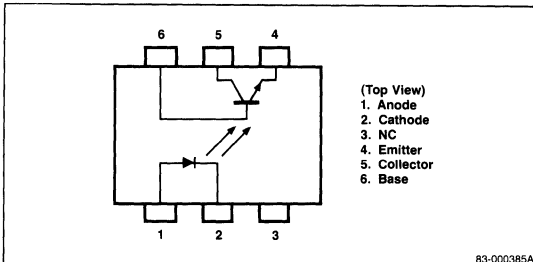 6 5 4
(Top View)
1. Anode
2. Cathode
3. NC
4. Emitter
5. Collector
6. Base
1 2 3
83-000385A